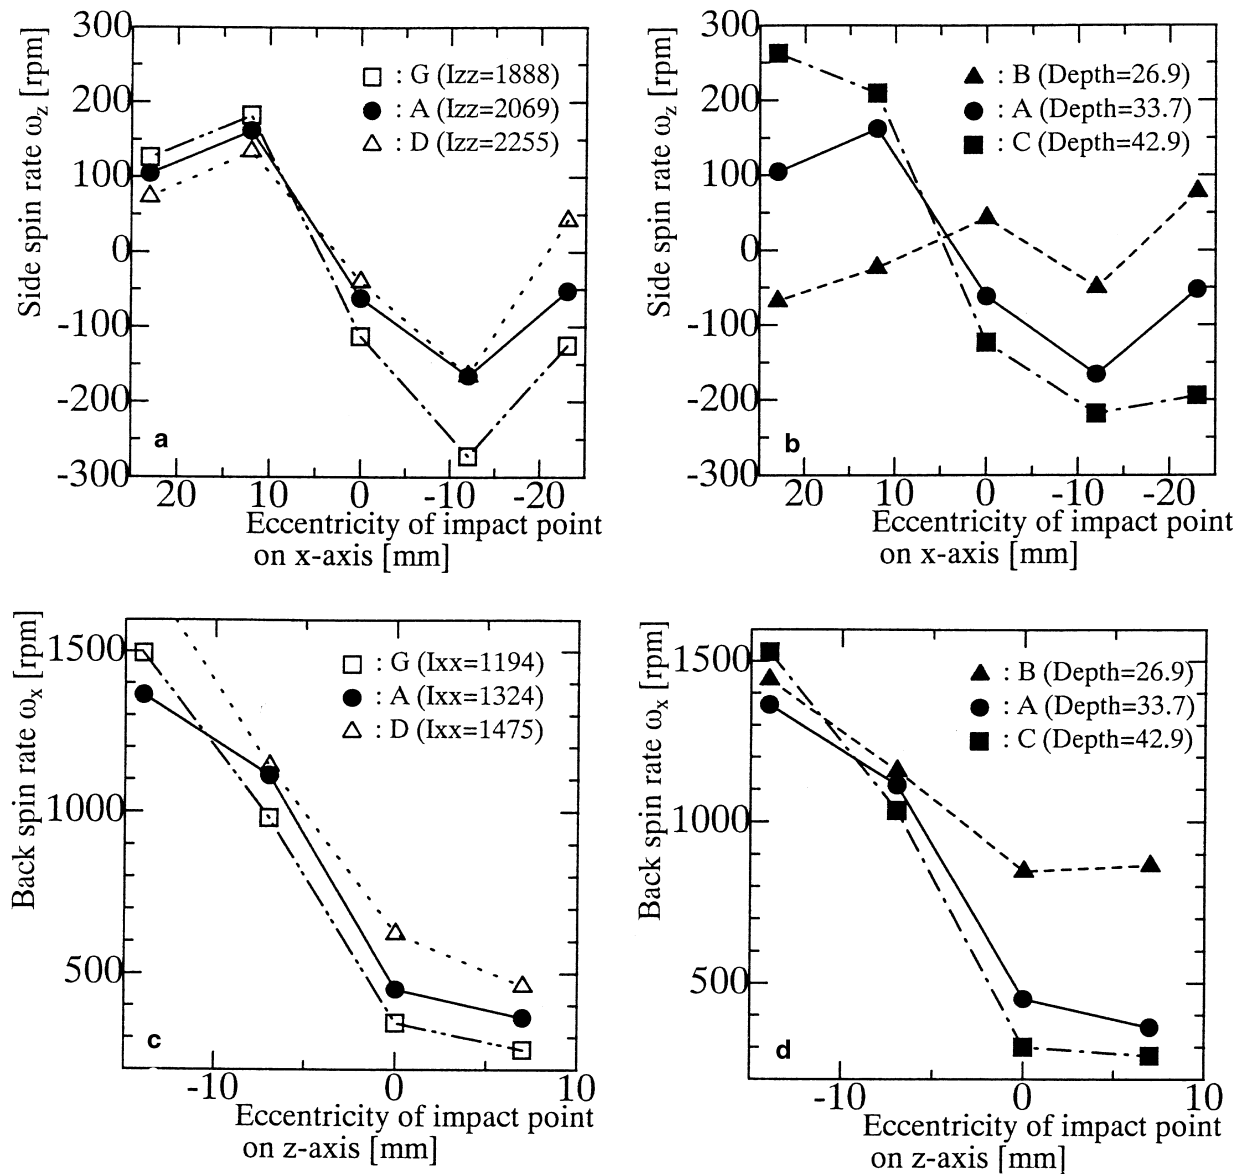 Side spin rate ωz [rpm]
300
200
100
0
-100
-200
-300
: G (Izz=1888)
: A (Izz=2069)
: D (Izz=2255)
a
20 10 0 -10 -20
Eccentricity of impact point
on x-axis [mm]
Side spin rate ωz [rpm]
300
200
100
0
-100
-200
-300
: B (Depth=26.9)
: A (Depth=33.7)
: C (Depth=42.9)
b
20 10 0 -10 -20
Eccentricity of impact point
on x-axis [mm]
Back spin rate ωx [rpm]
1500
1000
500
: G (Ixx=1194)
: A (Ixx=1324)
: D (Ixx=1475)
c
-10 0 10
Eccentricity of impact point
on z-axis [mm]
Back spin rate ωx [rpm]
1500
1000
500
: B (Depth=26.9)
: A (Depth=33.7)
: C (Depth=42.9)
d
-10 0 10
Eccentricity of impact point
on z-axis [mm]